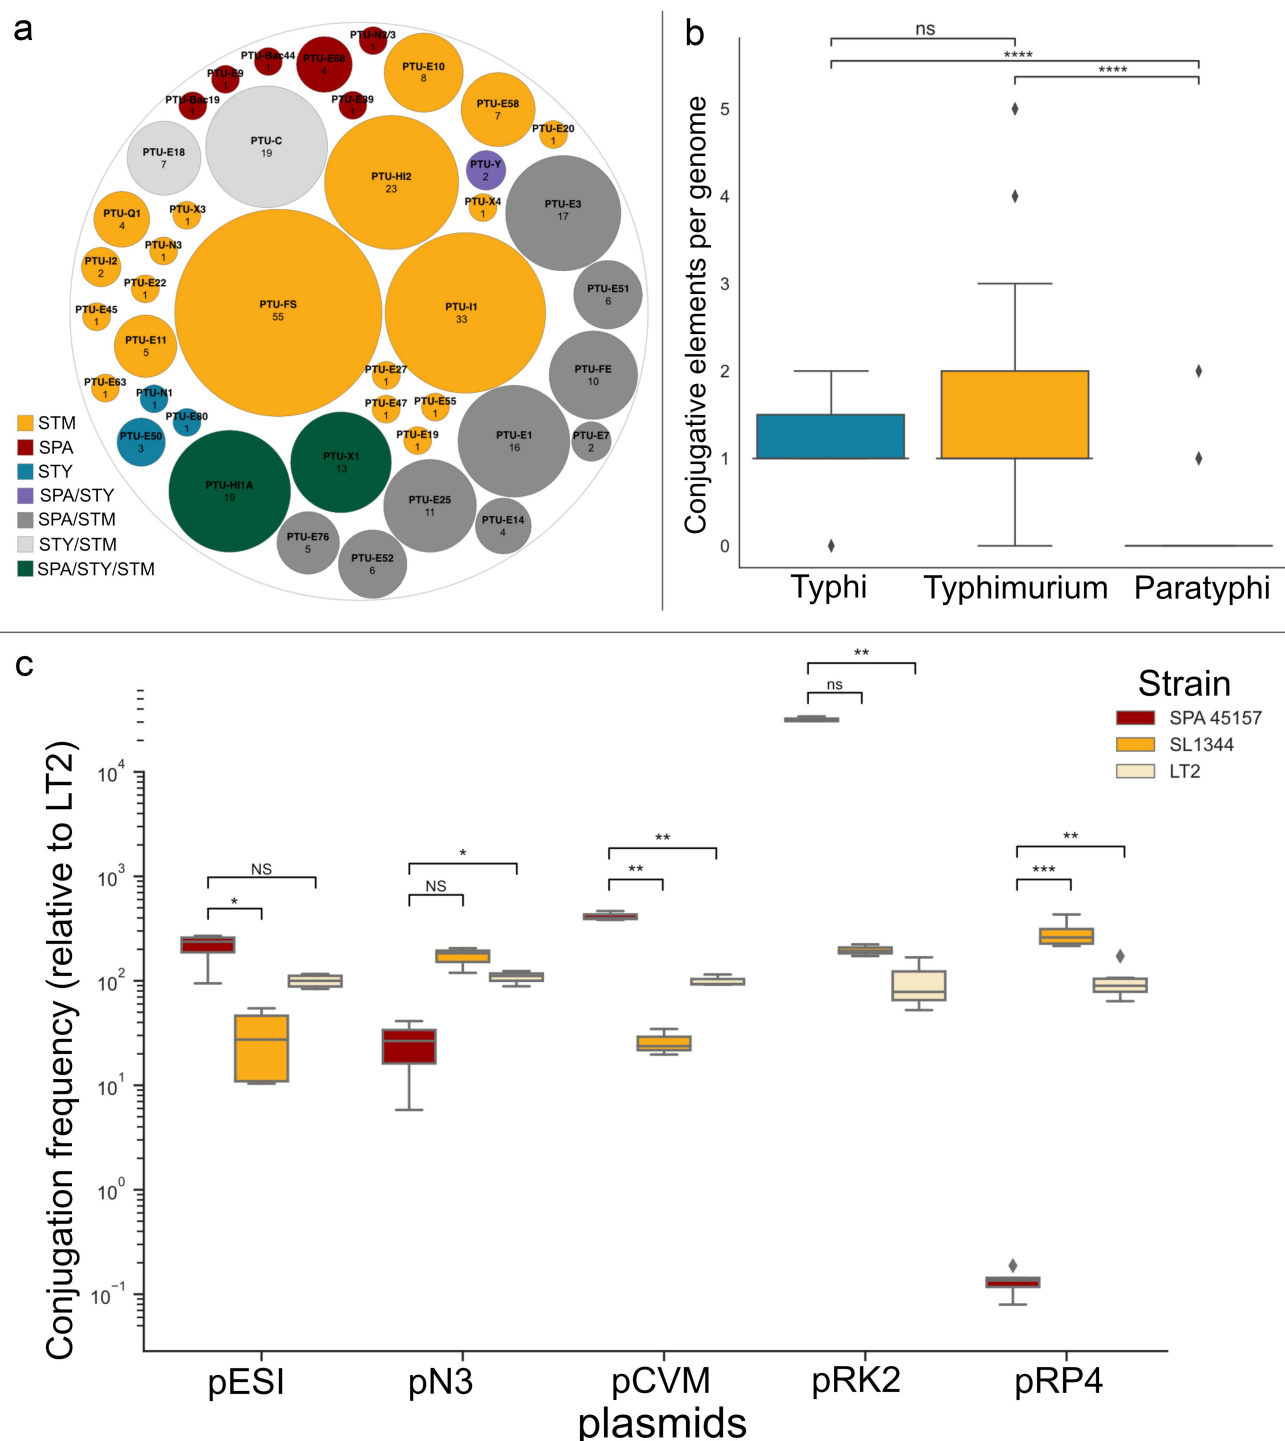 a
PTU-N2/3
1
PTU-Bac44
1
PTU-E68
4
PTU-E10
8
PTU-E9
1
PTU-Bac19
1
PTU-E39
1
PTU-E58
7
PTU-E20
1
PTU-C
19
PTU-E18
7
PTU-HI2
23
PTU-Y
2
PTU-X4
1
PTU-E3
17
PTU-Q1
4
PTU-X3
1
PTU-N3
1
PTU-I2
2
PTU-E22
1
PTU-E45
1
PTU-FS
55
PTU-I1
33
PTU-E51
6
PTU-E11
5
PTU-FE
10
PTU-E27
1
PTU-E63
1
PTU-N1
1
PTU-E47
1
PTU-E55
1
PTU-E80
1
PTU-E50
3
PTU-E19
1
PTU-E1
16
PTU-E7
2
PTU-X1
13
PTU-HI1A
19
PTU-E25
11
PTU-E14
4
PTU-E76
5
PTU-E52
6
STM
SPA
STY
SPA/STY
SPA/STM
STY/STM
SPA/STY/STM
b
Conjugative elements per genome
ns
****
****
5
4
3
2
1
0
Typhi Typhimurium Paratyphi
c
Conjugation frequency (relative to LT2)
10^4
10^3
10^2
10^1
10^0
10^−1
NS
*
*
NS
**
**
**
ns
**
***
Strain
SPA 45157
SL1344
LT2
pESI pN3 pCVM pRK2 pRP4
plasmids